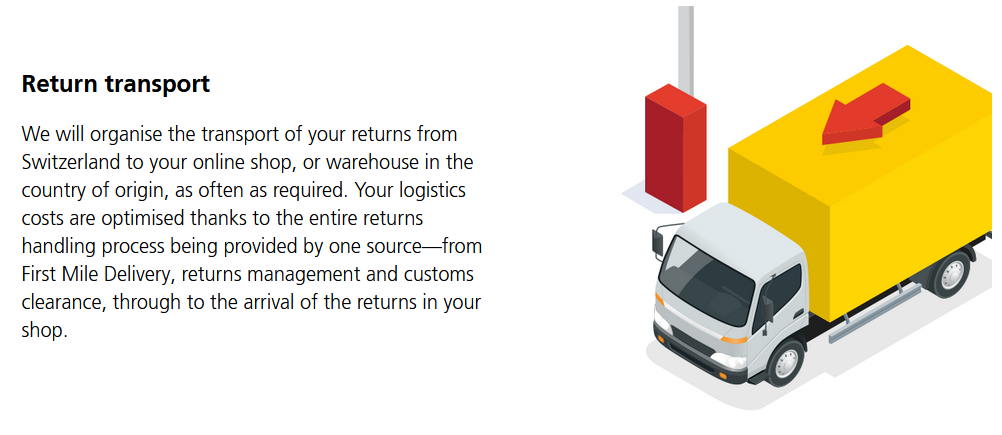 Return transport
We will organise the transport of your returns from
Switzerland to your online shop, or warehouse in the
country of origin, as often as required. Your logistics
costs are optimised thanks to the entire returns
handling process being provided by one source—from
First Mile Delivery, returns management and customs
clearance, through to the arrival of the returns in your
shop.